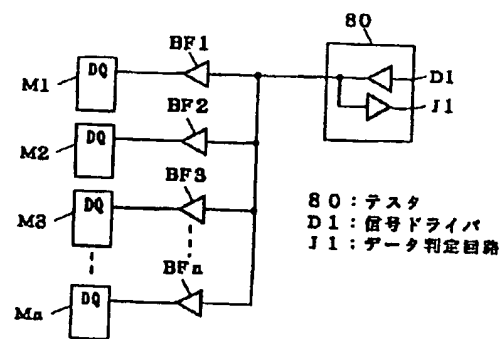 80
BF1
DQ
M1
D1
J1
BF2
DQ
M2
BF3
DQ
M3
80:テスタ
D1:信号ドライバ
J1:データ判定回路
BFn
DQ
Mn